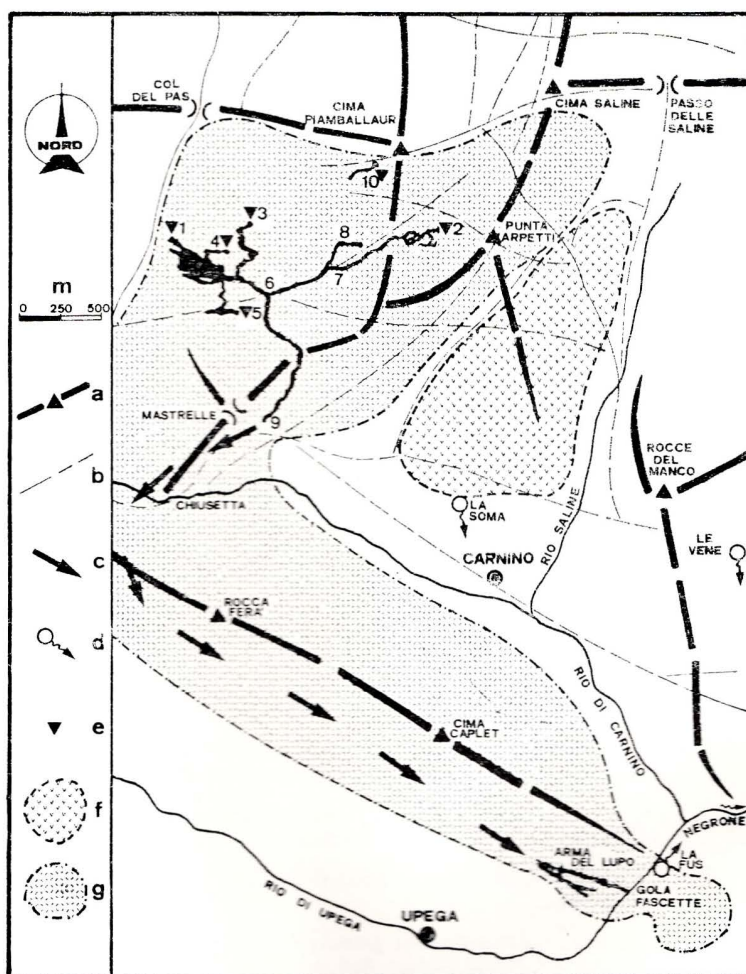 COL
DEL PAS
CIMA
PIAMBALLAUR
CIMA SALINE
PASSO
DELLE
SALINE
NORD
10
3
1
4
8
2
PUNTA
ARPETTI
7
6
m
0 250 500
5
a
MASTRELLE
9
ROCCE
DEL
MANCO
b
CHIUSETTA
LA
SOMA
RIO SALINE
LE
VENE
CARNINO
c
ROCCA
FERA'
d
RIO DI CARNINO
e
CIMA
CAPLET
f
NEGRONE
ARMA
DEL LUPO
LA
FUS
g
GOLA
FASCETTE
RIO DI UPEGA
UPEGA